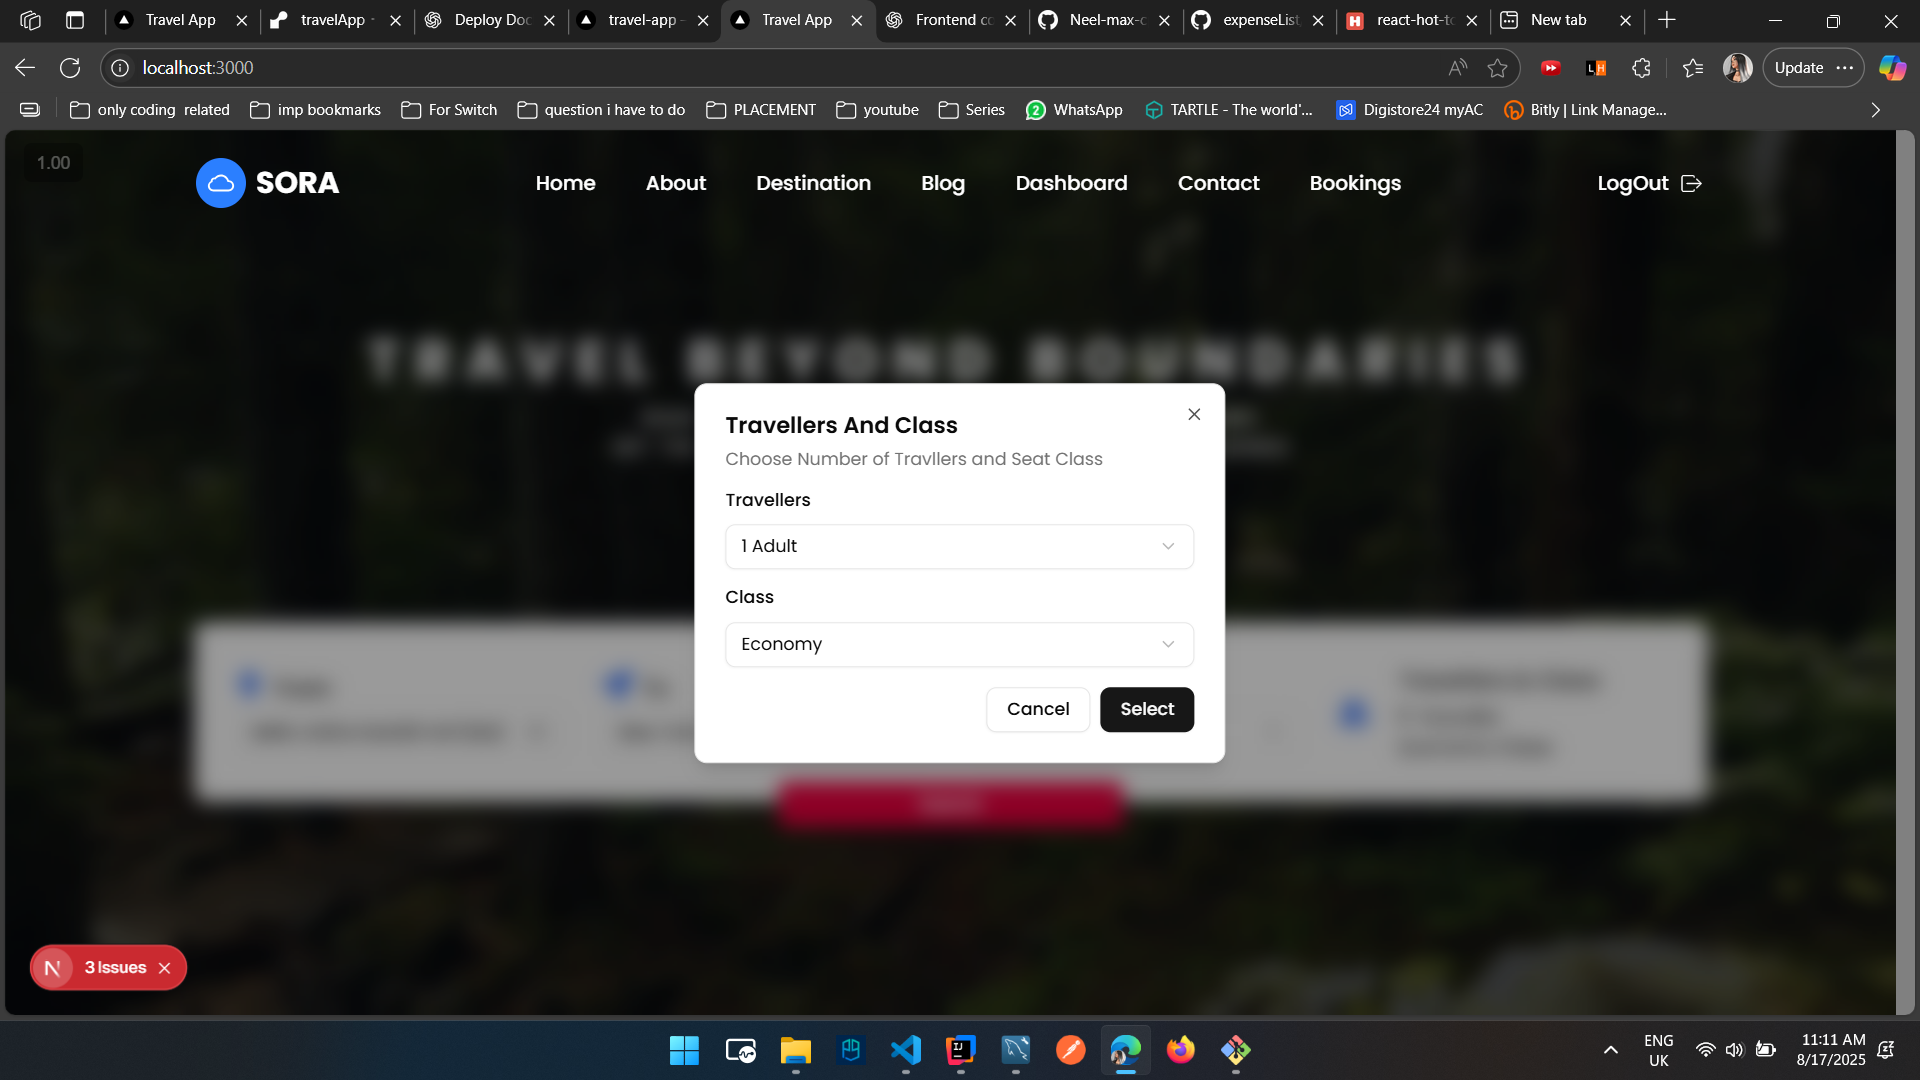 Travel App
travelApp
Deploy Doc
travel-app
Travel App
Frontend co
Neel-max-c
expenseList
react-hot-to
New tab
localhost:3000
Update
only coding related
imp bookmarks
For Switch
question i have to do
PLACEMENT
youtube
Series
2
WhatsApp
TARTLE - The world'...
Digistore24 myAC
Bitly | Link Manage...
1.00
SORA
Home
About
Destination
Blog
Dashboard
Contact
Bookings
LogOut
TRAVEL BEYOND BOUNDARIES
Travellers And Class
Choose Number of Travllers and Seat Class
Travellers
1 Adult
Class
Economy
Cancel
Select
N
3 Issues
ENG
UK
11:11 AM
8/17/2025